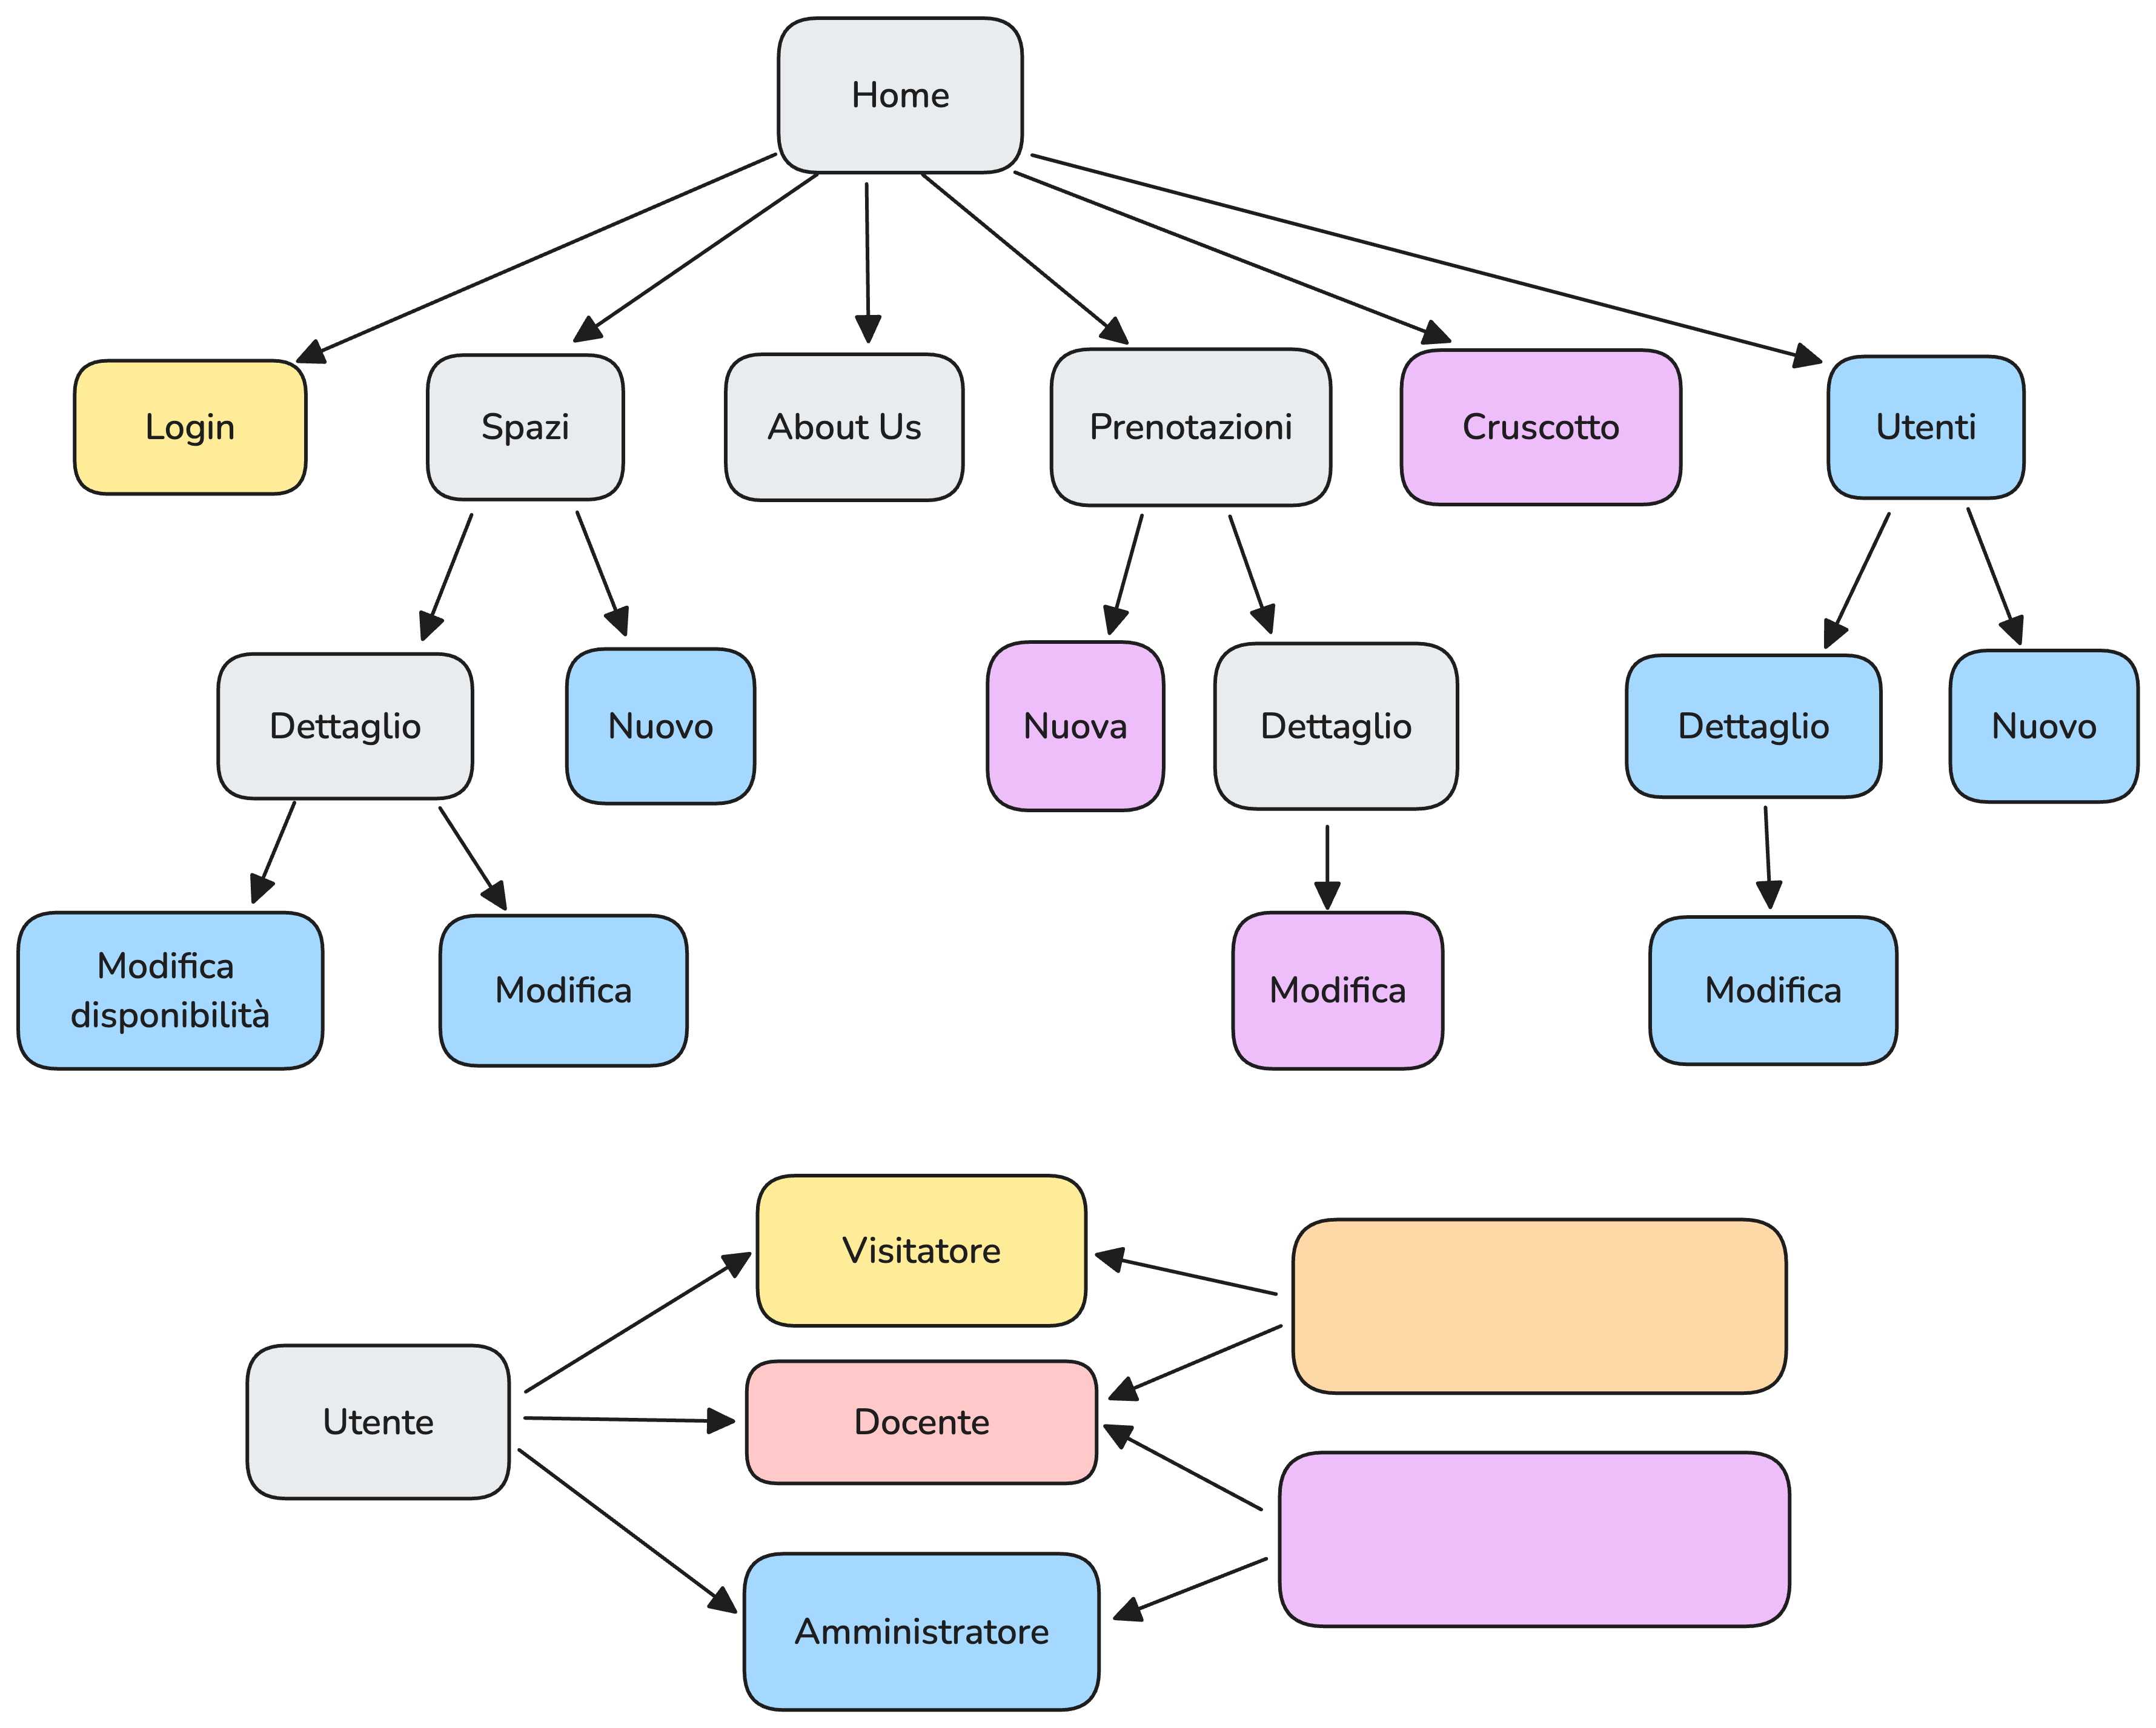 Home
Login
Spazi
About Us
Prenotazioni
Cruscotto
Utenti
Dettaglio
Nuovo
Nuova
Dettaglio
Dettaglio
Nuovo
Modifica
disponibilità
Modifica
Modifica
Modifica
Visitatore
Utente
Docente
Amministratore